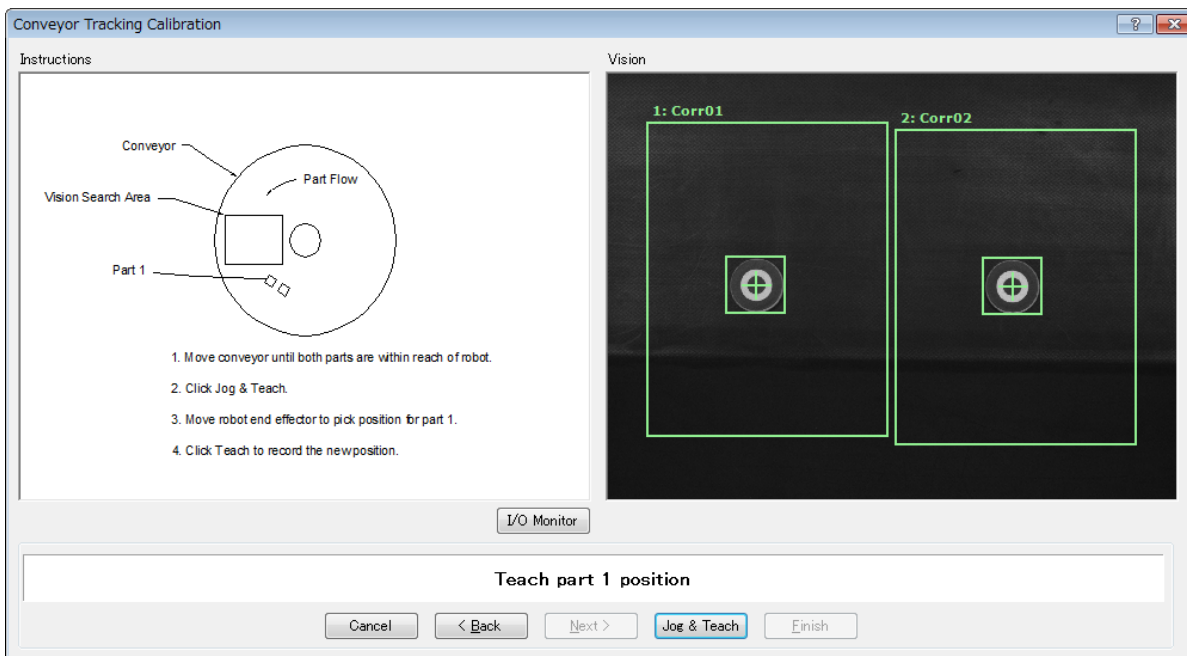 Conveyor Tracking Calibration
Instructions
Vision
Conveyor
Part Flow
Vision Search Area
Part 1
1. Move conveyor until both parts are within reach of robot.
2. Click Jog & Teach.
3. Move robot end effector to pick position for part 1.
4. Click Teach to record the new position.
1: Corr01
2: Corr02
I/O Monitor
Teach part 1 position
Cancel
< Back
Next >
Jog & Teach
Finish